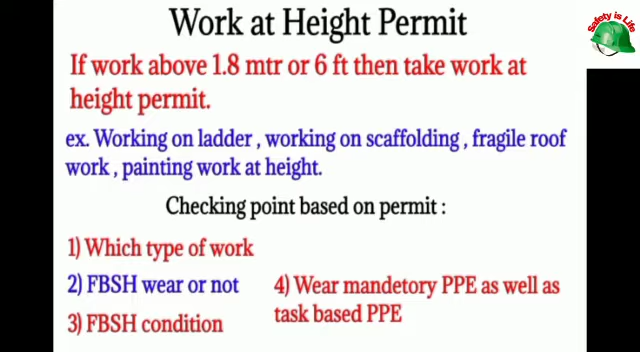 Work at Height Permit
Safety is Life
If work above 1.8 mtr or 6 ft then take work at
height permit.
ex. Working on ladder , working on scaffolding , fragile roof
work , painting work at height.
Checking point based on permit :
1) Which type of work
2) FBSH wear or not
3) FBSH condition
4) Wear mandetory PPE as well as
task based PPE